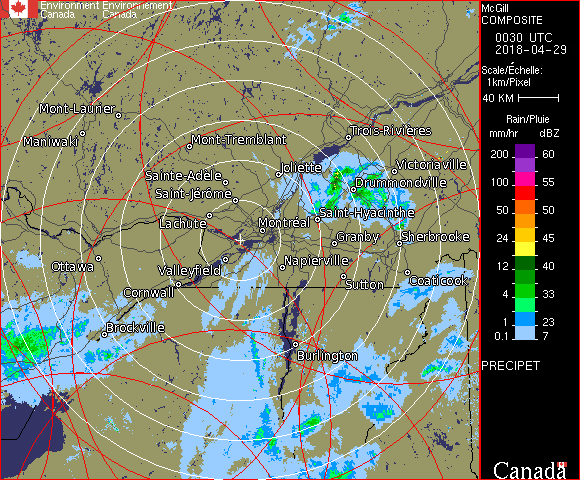 Environment Environnement
Canada Canada
McGill
COMPOSITE
0030 UTC
2018-04-29
Scale/Échelle:
1km/Pixel
40 KM
Rain/Pluie
mm/hr dBZ
200 60
100 55
50 50
24 45
12 40
4 33
1 23
0.1 7
PRECIPET
Canada
Mont-Laurier
Maniwaki
Mont-Tremblant
Trois-Rivières
Joliette
Victoriaville
Sainte-Adèle
Drummondville
Saint-Jérôme
Saint-Hyacinthe
Lachute
Montréal
Granby
Sherbrooke
Ottawa
Valleyfield
Napierville
Cornwall
Sutton
Coaticook
Brockville
Burlington